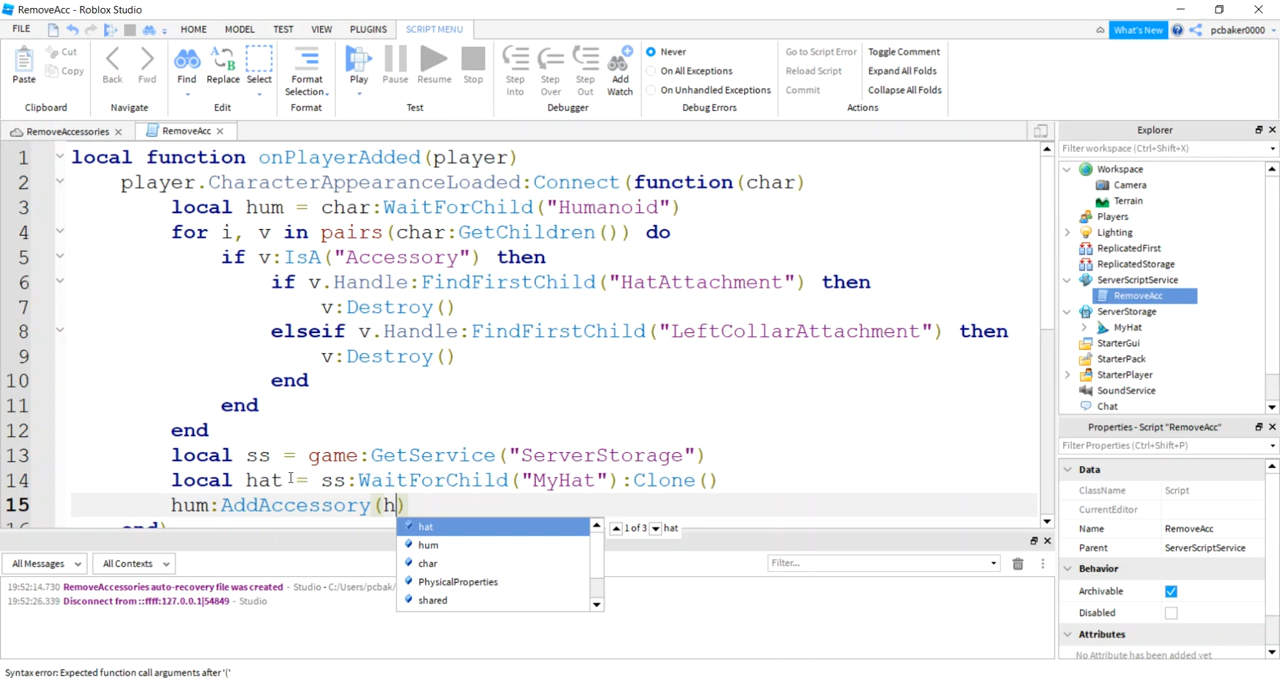 RemoveAcc - Roblox Studio
FILE HOME MODEL TEST VIEW PLUGINS SCRIPT MENU What's New pcbaker0000
Paste Cut Copy Back Fwd Find Replace Select Format Selection Play Pause Resume Stop Step Into Step Over Step Out Add Watch
Never
On All Exceptions
On Unhandled Exceptions
Go to Script Error
Reload Script
Commit
Toggle Comment
Expand All Folds
Collapse All Folds
Clipboard Navigate Edit Format Test Debugger Debug Errors Actions
RemoveAccessories RemoveAcc
1 local function onPlayerAdded(player)
2 player.CharacterAppearanceLoaded:Connect(function(char)
3 local hum = char:WaitForChild("Humanoid")
4 for i, v in pairs(char:GetChildren()) do
5 if v:IsA("Accessory") then
6 if v.Handle:FindFirstChild("HatAttachment") then
7 v:Destroy()
8 elseif v.Handle:FindFirstChild("LeftCollarAttachment") then
9 v:Destroy()
10 end
11 end
12 end
13 local ss = game:GetService("ServerStorage")
14 local hat = ss:WaitForChild("MyHat"):Clone()
15 hum:AddAccessory(h)
16 end)
hat
hum
char
PhysicalProperties
shared
1 of 3 hat
Explorer
Filter workspace (Ctrl+Shift+X)
Workspace
Camera
Terrain
Players
Lighting
ReplicatedFirst
ReplicatedStorage
ServerScriptService
RemoveAcc
ServerStorage
MyHat
StarterGui
StarterPack
StarterPlayer
SoundService
Chat
Properties - Script "RemoveAcc"
Filter Properties (Ctrl+Shift+P)
Data
ClassName Script
CurrentEditor
Name RemoveAcc
Parent ServerScriptService
Behavior
Archivable
Disabled
Attributes
No Attribute has been added yet
All Messages All Contexts Filter...
19:52:14.730 RemoveAccessories auto-recovery file was created - Studio - C:/Users/pcbak/
19:52:26.339 Disconnect from ::ffff:127.0.0.1|54849 - Studio
Syntax error: Expected function call arguments after '('